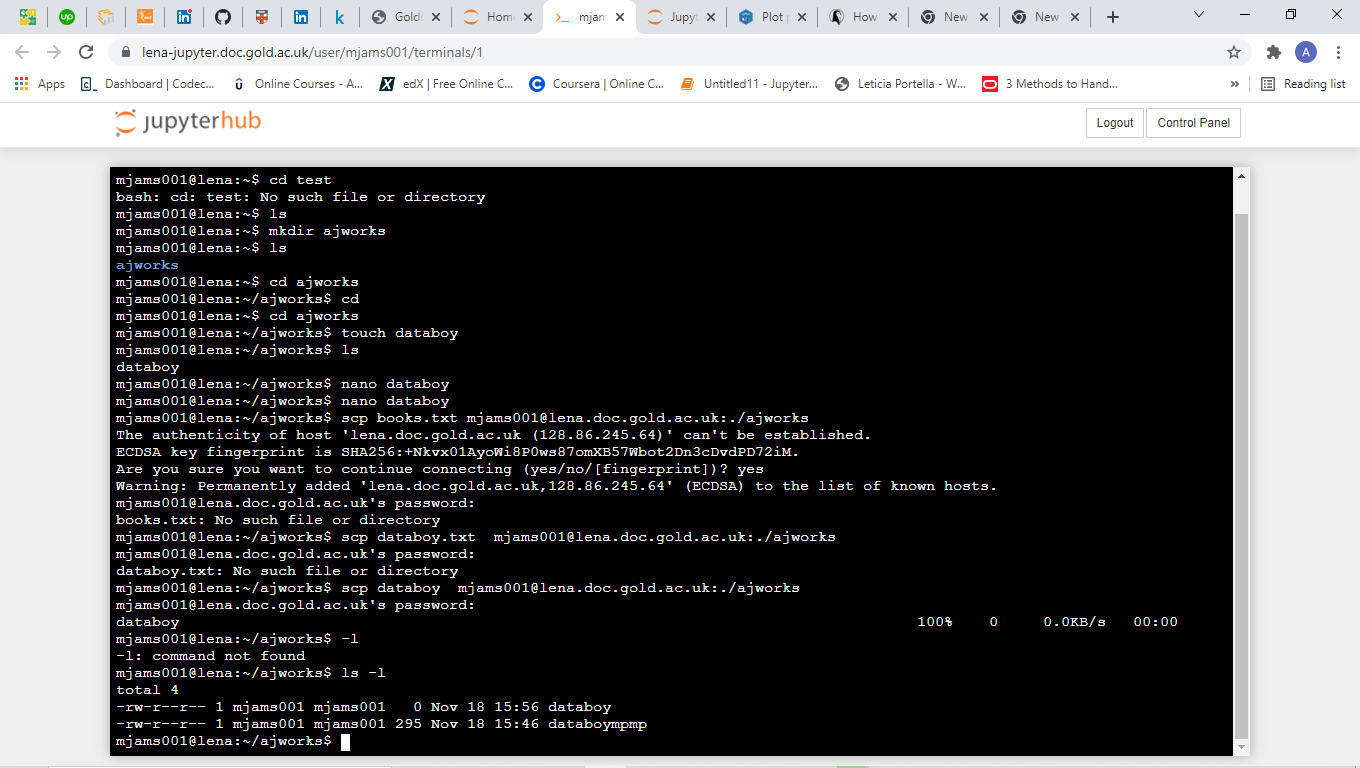 Golds
Home
mjam
Jupyt
Plot p
How
New
New
lena-jupyter.doc.gold.ac.uk/user/mjams001/terminals/1
A
Apps
Dashboard | Codec...
Online Courses - A...
edX | Free Online C...
Coursera | Online C...
Untitled11 - Jupyter...
Leticia Portella - W...
3 Methods to Hand...
»
Reading list
jupyterhub
Logout
Control Panel
mjams001@lena:~$ cd test
bash: cd: test: No such file or directory
mjams001@lena:~$ ls
mjams001@lena:~$ mkdir ajworks
mjams001@lena:~$ ls
ajworks
mjams001@lena:~$ cd ajworks
mjams001@lena:~/ajworks$ cd
mjams001@lena:~$ cd ajworks
mjams001@lena:~/ajworks$ touch databoy
mjams001@lena:~/ajworks$ ls
databoy
mjams001@lena:~/ajworks$ nano databoy
mjams001@lena:~/ajworks$ nano databoy
mjams001@lena:~/ajworks$ scp books.txt mjams001@lena.doc.gold.ac.uk:./ajworks
The authenticity of host 'lena.doc.gold.ac.uk (128.86.245.64)' can't be established.
ECDSA key fingerprint is SHA256:+Nkvx01AyoWi8P0ws87omXB57Wbot2Dn3cDvdPD72iM.
Are you sure you want to continue connecting (yes/no/[fingerprint])? yes
Warning: Permanently added 'lena.doc.gold.ac.uk,128.86.245.64' (ECDSA) to the list of known hosts.
mjams001@lena.doc.gold.ac.uk's password:
books.txt: No such file or directory
mjams001@lena:~/ajworks$ scp databoy.txt  mjams001@lena.doc.gold.ac.uk:./ajworks
mjams001@lena.doc.gold.ac.uk's password:
databoy.txt: No such file or directory
mjams001@lena:~/ajworks$ scp databoy  mjams001@lena.doc.gold.ac.uk:./ajworks
mjams001@lena.doc.gold.ac.uk's password:
databoy 100% 0 0.0KB/s 00:00
mjams001@lena:~/ajworks$ -l
-l: command not found
mjams001@lena:~/ajworks$ ls -l
total 4
-rw-r--r-- 1 mjams001 mjams001   0 Nov 18 15:56 databoy
-rw-r--r-- 1 mjams001 mjams001 295 Nov 18 15:46 databoympmp
mjams001@lena:~/ajworks$